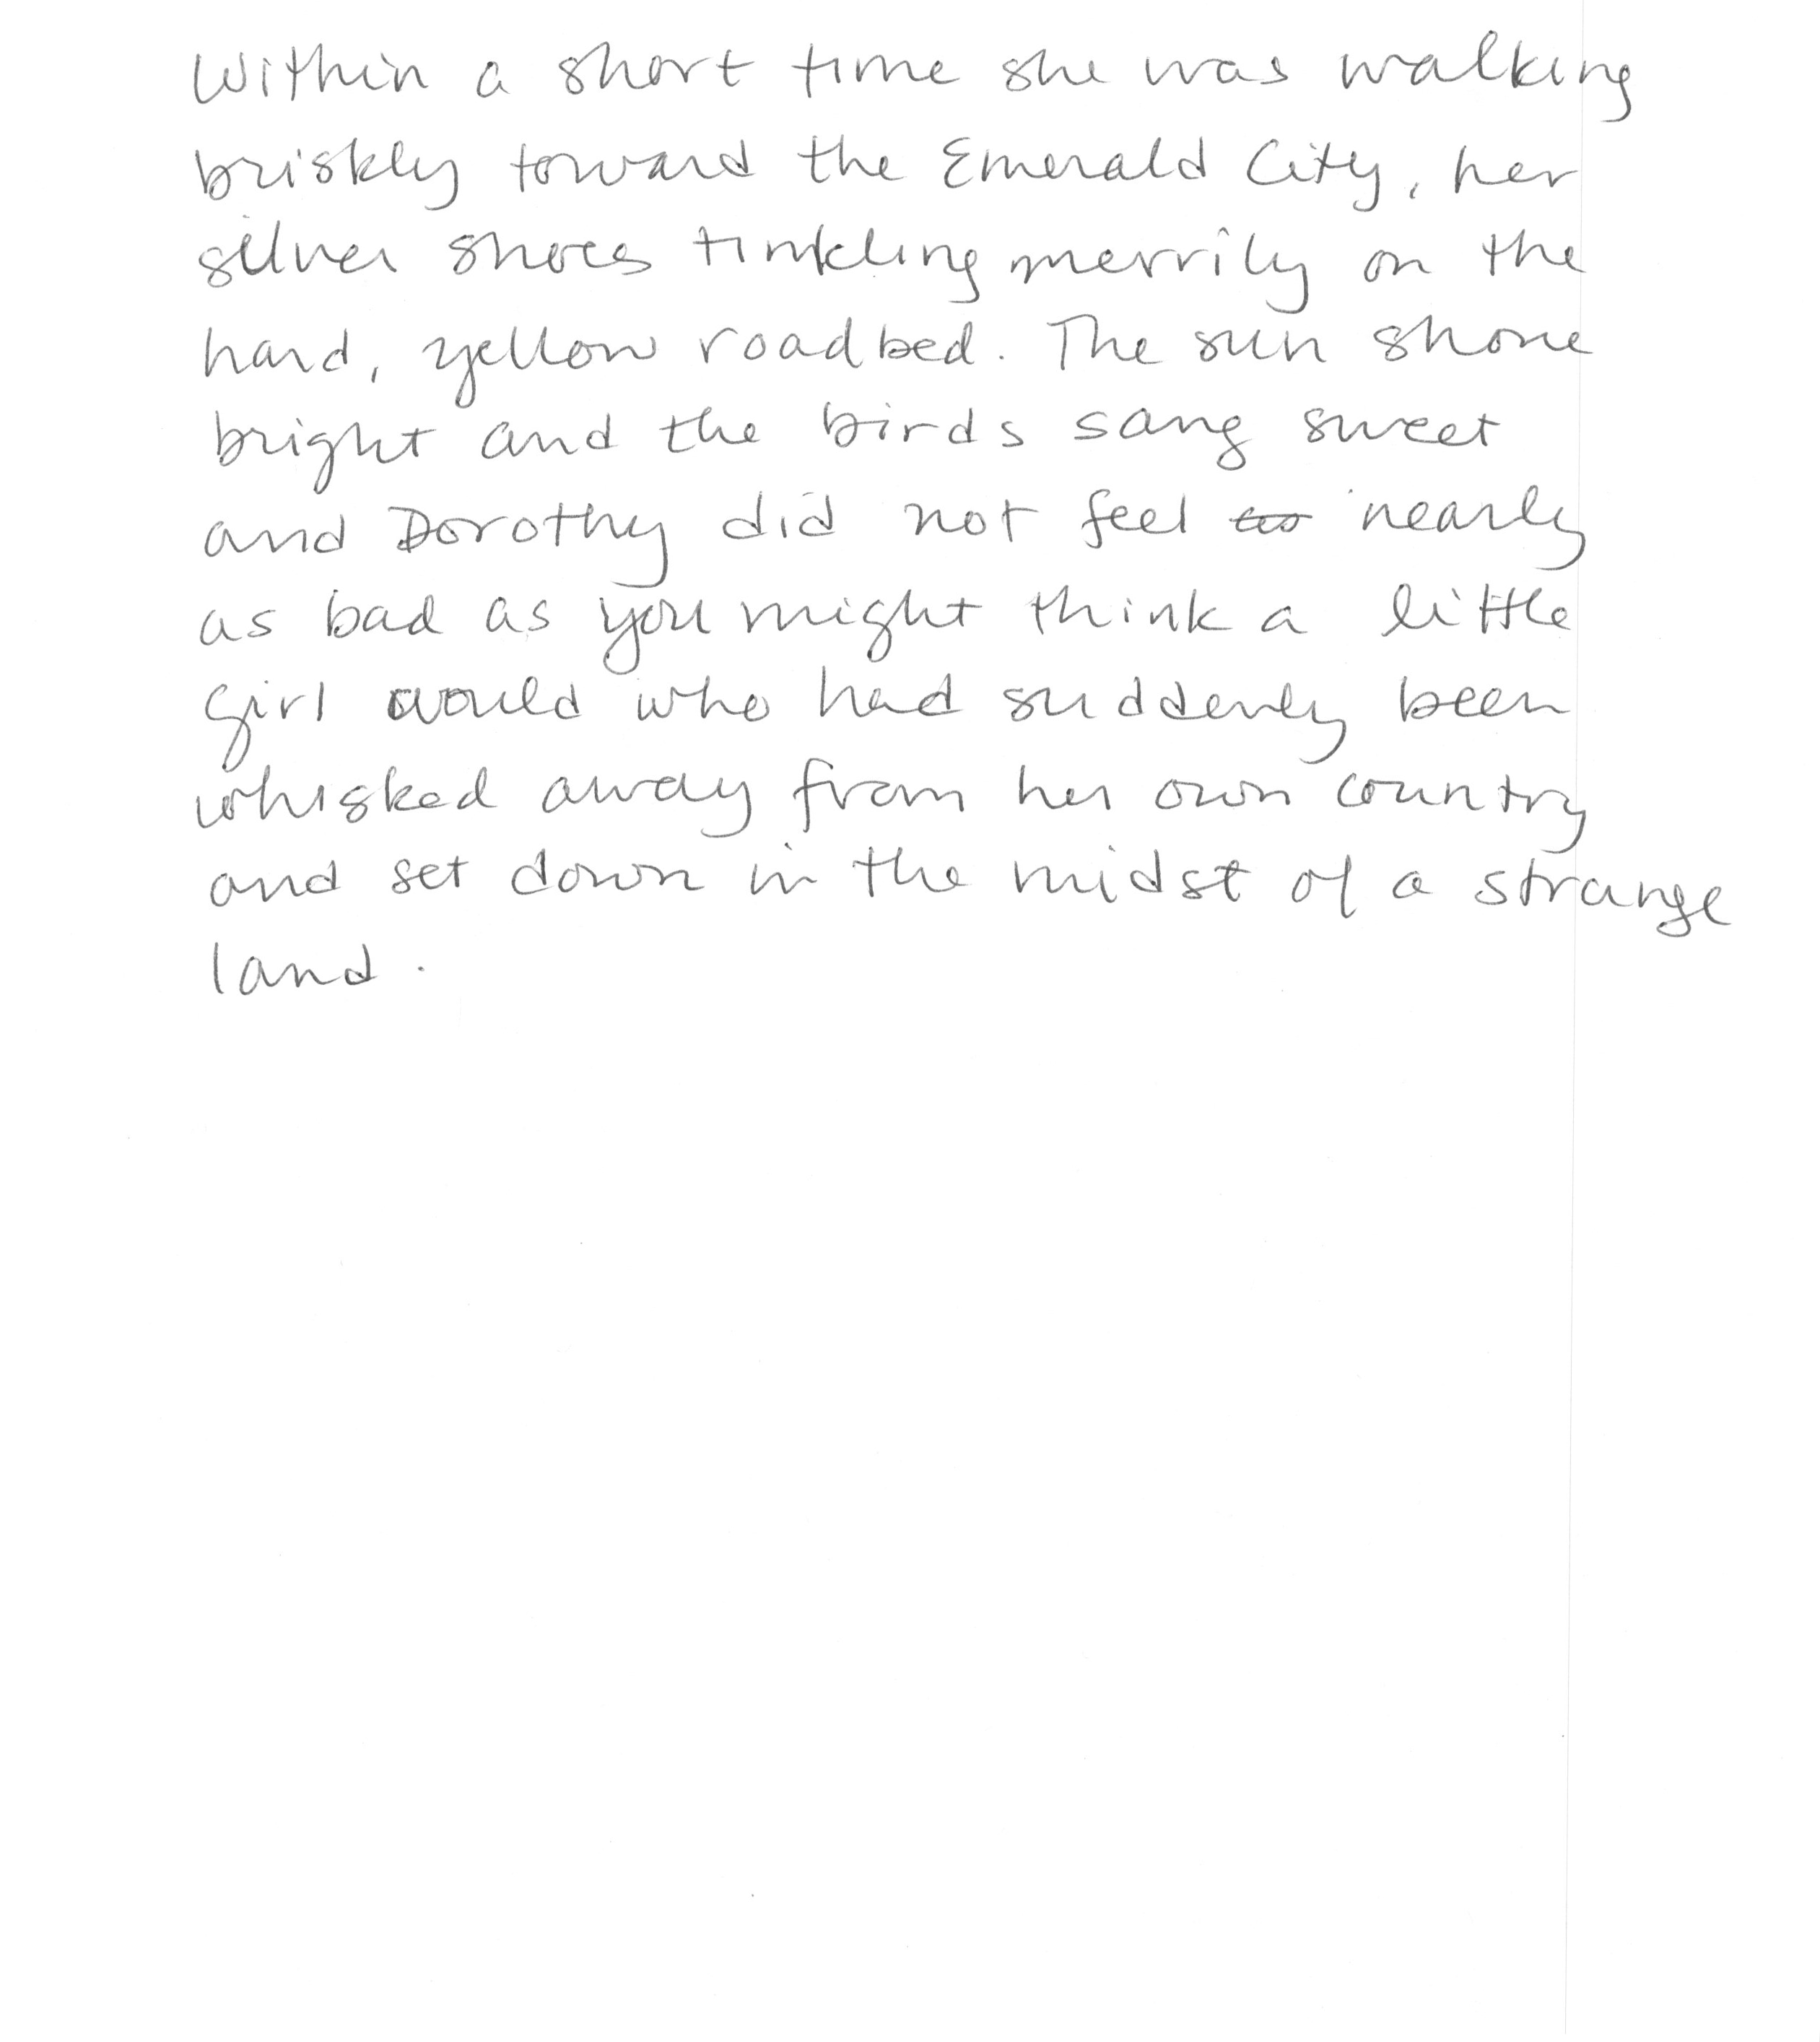 Within a short time she was walking
briskly toward the Emerald City, her
silver shoes tinkling merrily on the
hard, yellow roadbed. The sun shone
bright and the birds sang sweet
and Dorothy did not feel nearly
as bad as you might think a little
girl would who had suddenly been
whisked away from her own country
and set down in the midst of a strange
land.